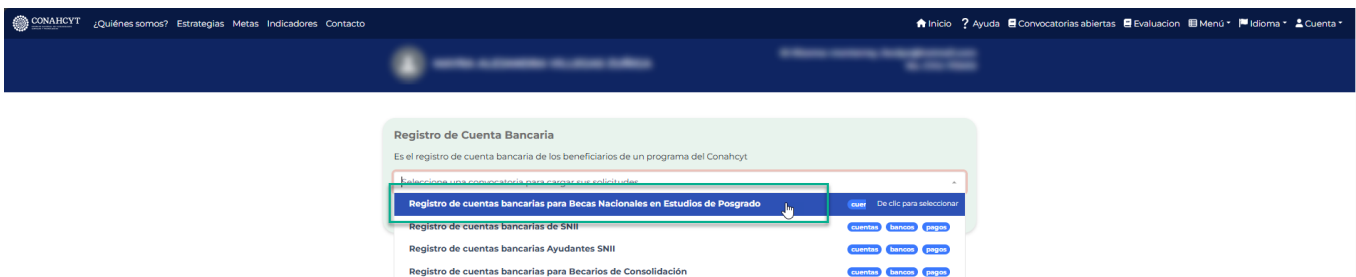 CONAHCYT ¿Quiénes somos? Estrategias Metas Indicadores Contacto Inicio ? Ayuda Convocatorias abiertas Evaluacion Menú Idioma Cuenta
Registro de Cuenta Bancaria
Es el registro de cuenta bancaria de los beneficiarios de un programa del Conahcyt
Seleccione una convocatoria para cargar sus solicitudes
Registro de cuentas bancarias para Becas Nacionales en Estudios de Posgrado cuer De clic para seleccionar
Registro de cuentas bancarias de SNII cuentas bancos pagos
Registro de cuentas bancarias Ayudantes SNII cuentas bancos pagos
Registro de cuentas bancarias para Becarios de Consolidación cuentas bancos pagos